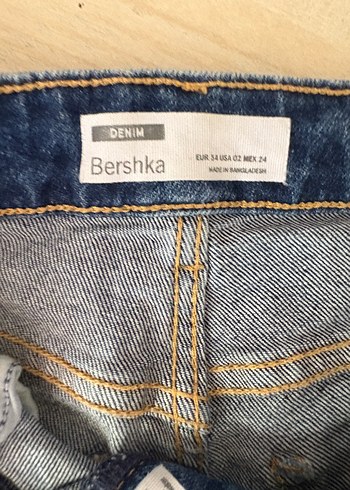 DENIM
Bershka
EUR 34 USA 02 MEX 24
MADE IN BANGLADESH